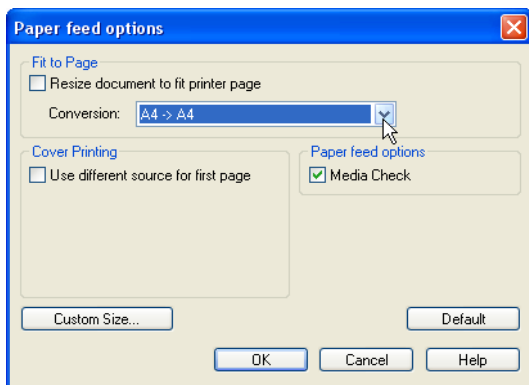 Paper feed options
Fit to Page
Resize document to fit printer page
Conversion: A4 -> A4
Cover Printing
Use different source for first page
Paper feed options
Media Check
Custom Size...
Default
OK
Cancel
Help